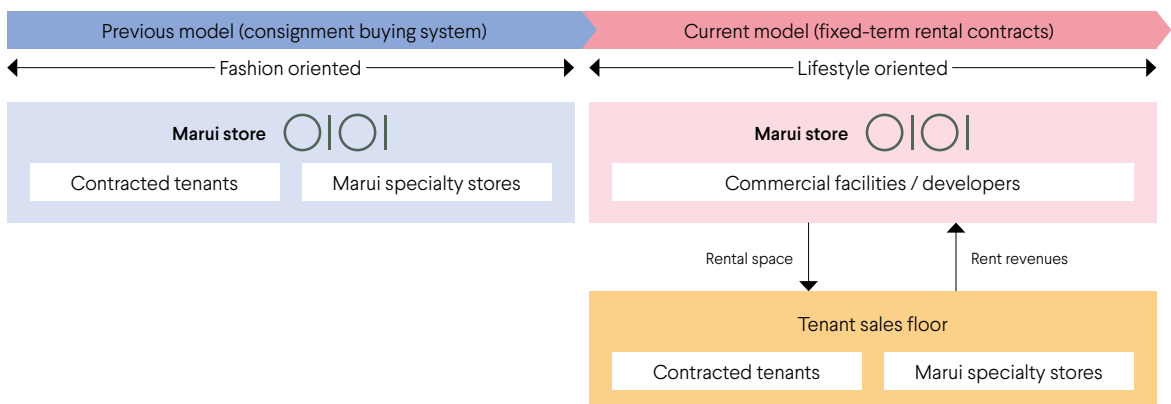 Previous model (consignment buying system)
Current model (fixed-term rental contracts)
Fashion oriented
Lifestyle oriented
Marui store OIOI
Contracted tenants
Marui specialty stores
Marui store OIOI
Commercial facilities / developers
Rental space
Rent revenues
Tenant sales floor
Contracted tenants
Marui specialty stores